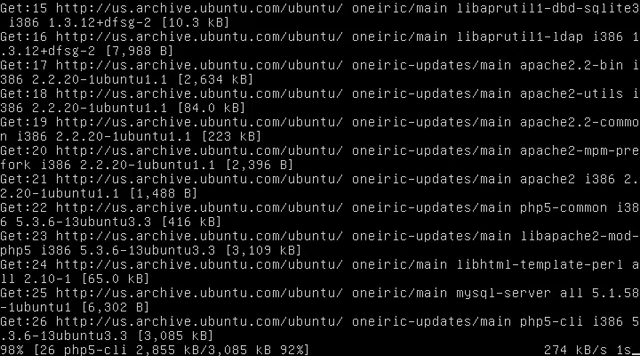 Get:15 http://us.archive.ubuntu.com/ubuntu/ oneiric/main libaprutil1-dbd-sqlite3
 i386 1.3.12+dfsg-2 [10.3 kB]
Get:16 http://us.archive.ubuntu.com/ubuntu/ oneiric/main libaprutil1-ldap i386 1
.3.12+dfsg-2 [7,988 B]
Get:17 http://us.archive.ubuntu.com/ubuntu/ oneiric-updates/main apache2.2-bin i
386 2.2.20-1ubuntu1.1 [2,634 kB]
Get:18 http://us.archive.ubuntu.com/ubuntu/ oneiric-updates/main apache2-utils i
386 2.2.20-1ubuntu1.1 [84.0 kB]
Get:19 http://us.archive.ubuntu.com/ubuntu/ oneiric-updates/main apache2.2-commo
n i386 2.2.20-1ubuntu1.1 [223 kB]
Get:20 http://us.archive.ubuntu.com/ubuntu/ oneiric-updates/main apache2-mpm-pre
fork i386 2.2.20-1ubuntu1.1 [2,396 B]
Get:21 http://us.archive.ubuntu.com/ubuntu/ oneiric-updates/main apache2 i386 2.
2.20-1ubuntu1.1 [1,488 B]
Get:22 http://us.archive.ubuntu.com/ubuntu/ oneiric-updates/main php5-common i3
86 5.3.6-13ubuntu3.3 [416 kB]
Get:23 http://us.archive.ubuntu.com/ubuntu/ oneiric-updates/main libapache2-mod-
php5 i386 5.3.6-13ubuntu3.3 [3,109 kB]
Get:24 http://us.archive.ubuntu.com/ubuntu/ oneiric/main libhtml-template-perl a
ll 2.10-1 [65.0 kB]
Get:25 http://us.archive.ubuntu.com/ubuntu/ oneiric/main mysql-server all 5.1.58
-1ubuntu1 [6,302 B]
Get:26 http://us.archive.ubuntu.com/ubuntu/ oneiric-updates/main php5-cli i386 5
.3.6-13ubuntu3.3 [3,085 kB]
98% [26 php5-cli 2,855 kB/3,085 kB 92%] 274 kB/s 1s